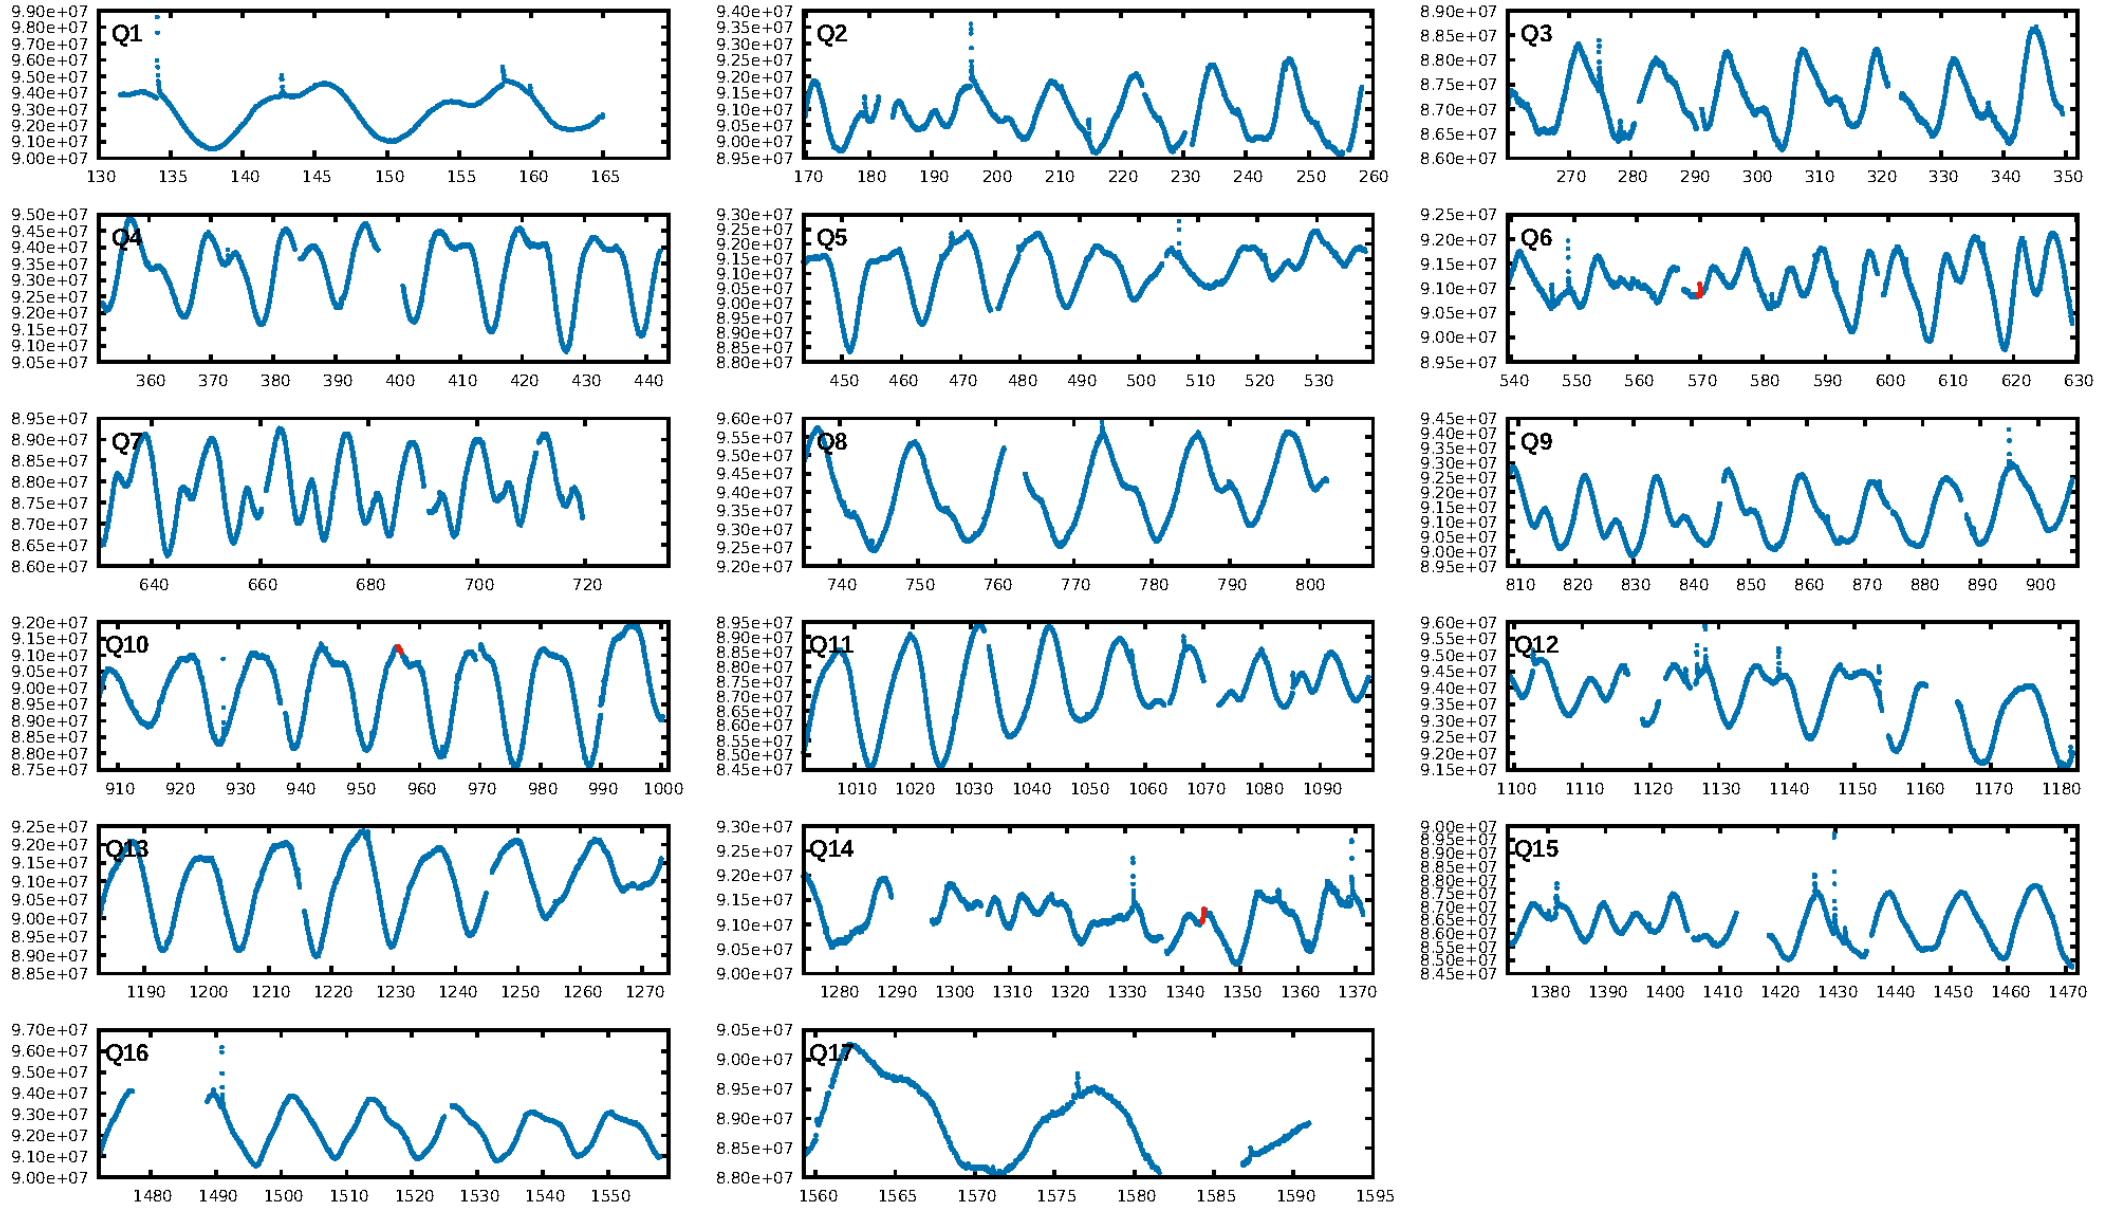 9.90e+07
9.80e+07
9.70e+07
9.60e+07
9.50e+07
9.40e+07
9.30e+07
9.20e+07
9.10e+07
9.00e+07
Q1
130 135 140 145 150 155 160 165
9.40e+07
9.35e+07
9.30e+07
9.25e+07
9.20e+07
9.15e+07
9.10e+07
9.05e+07
9.00e+07
8.95e+07
Q2
170 180 190 200 210 220 230 240 250 260
8.90e+07
8.85e+07
8.80e+07
8.75e+07
8.70e+07
8.65e+07
8.60e+07
Q3
270 280 290 300 310 320 330 340 350
9.50e+07
9.45e+07
9.40e+07
9.35e+07
9.30e+07
9.25e+07
9.20e+07
9.15e+07
9.10e+07
9.05e+07
Q4
360 370 380 390 400 410 420 430 440
9.30e+07
9.25e+07
9.20e+07
9.15e+07
9.10e+07
9.05e+07
9.00e+07
8.95e+07
8.90e+07
8.85e+07
8.80e+07
Q5
450 460 470 480 490 500 510 520 530
9.25e+07
9.20e+07
9.15e+07
9.10e+07
9.05e+07
9.00e+07
8.95e+07
Q6
540 550 560 570 580 590 600 610 620 630
8.95e+07
8.90e+07
8.85e+07
8.80e+07
8.75e+07
8.70e+07
8.65e+07
8.60e+07
Q7
640 660 680 700 720
9.60e+07
9.55e+07
9.50e+07
9.45e+07
9.40e+07
9.35e+07
9.30e+07
9.25e+07
9.20e+07
Q8
740 750 760 770 780 790 800
9.45e+07
9.40e+07
9.35e+07
9.30e+07
9.25e+07
9.20e+07
9.15e+07
9.10e+07
9.05e+07
9.00e+07
8.95e+07
Q9
810 820 830 840 850 860 870 880 890 900
9.20e+07
9.15e+07
9.10e+07
9.05e+07
9.00e+07
8.95e+07
8.90e+07
8.85e+07
8.80e+07
8.75e+07
Q10
910 920 930 940 950 960 970 980 990 1000
8.95e+07
8.90e+07
8.85e+07
8.80e+07
8.75e+07
8.70e+07
8.65e+07
8.60e+07
8.55e+07
8.50e+07
8.45e+07
Q11
1010 1020 1030 1040 1050 1060 1070 1080 1090
9.60e+07
9.55e+07
9.50e+07
9.45e+07
9.40e+07
9.35e+07
9.30e+07
9.25e+07
9.20e+07
9.15e+07
Q12
1100 1110 1120 1130 1140 1150 1160 1170 1180
9.25e+07
9.20e+07
9.15e+07
9.10e+07
9.05e+07
9.00e+07
8.95e+07
8.90e+07
8.85e+07
Q13
1190 1200 1210 1220 1230 1240 1250 1260 1270
9.30e+07
9.25e+07
9.20e+07
9.15e+07
9.10e+07
9.05e+07
9.00e+07
Q14
1280 1290 1300 1310 1320 1330 1340 1350 1360 1370
9.00e+07
8.95e+07
8.90e+07
8.85e+07
8.80e+07
8.75e+07
8.70e+07
8.65e+07
8.60e+07
8.55e+07
8.50e+07
8.45e+07
Q15
1380 1390 1400 1410 1420 1430 1440 1450 1460 1470
9.70e+07
9.60e+07
9.50e+07
9.40e+07
9.30e+07
9.20e+07
9.10e+07
9.00e+07
Q16
1480 1490 1500 1510 1520 1530 1540 1550
9.05e+07
9.00e+07
8.95e+07
8.90e+07
8.85e+07
8.80e+07
Q17
1560 1565 1570 1575 1580 1585 1590 1595